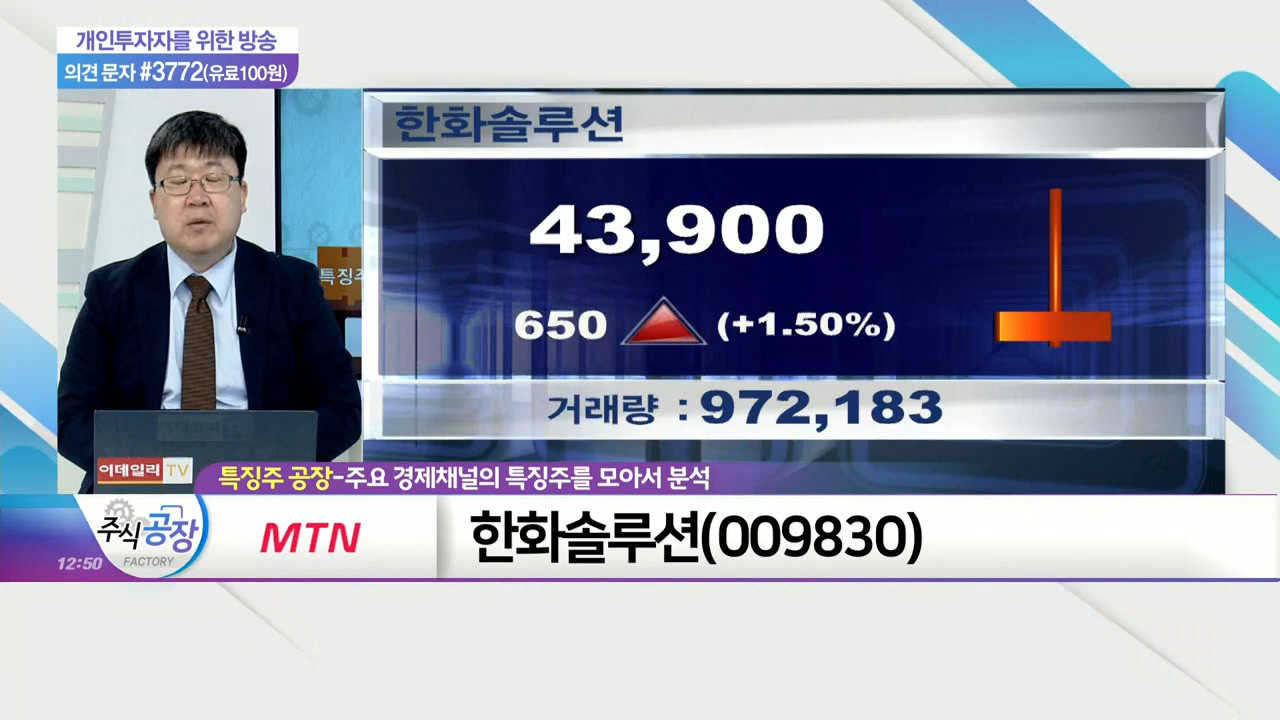 개인투자자를 위한 방송
의견 문자 #3772(유료100원)
한화솔루션
43,900
650 (+1.50%)
거래량 : 972,183
특징주
이데일리 TV
특징주 공장-주요 경제채널의 특징주를 모아서 분석
주식공장
FACTORY
12:50
MTN
한화솔루션(009830)